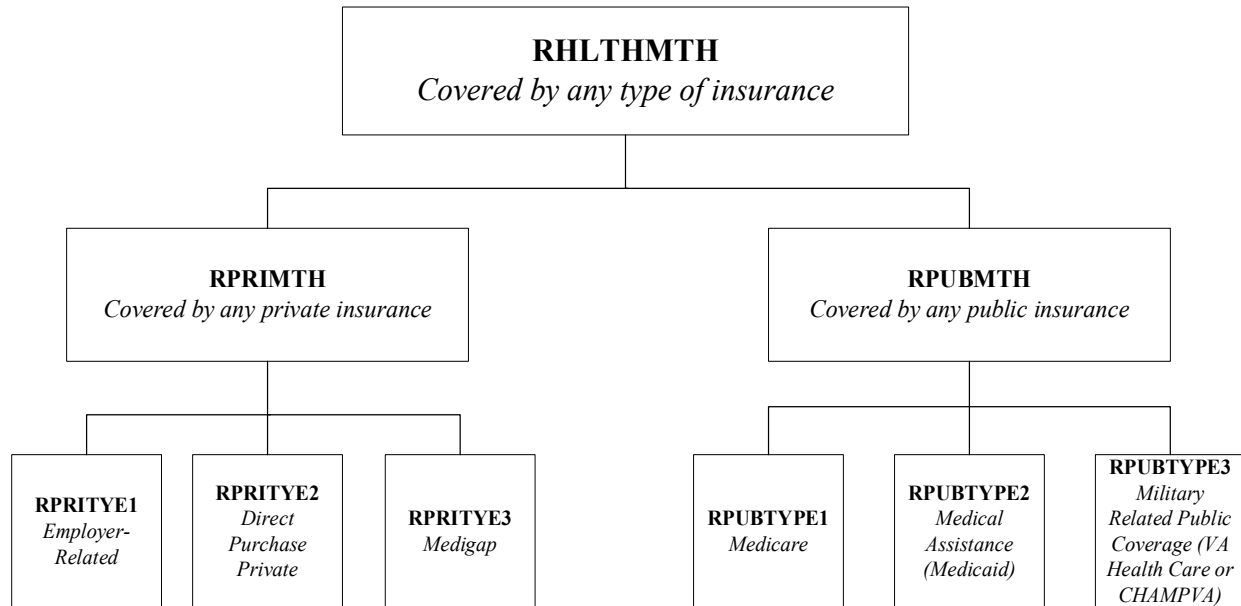 RHLTHMTH
Covered by any type of insurance
RPRIMTH
Covered by any private insurance
RPUBMTH
Covered by any public insurance
RPRITYE1
Employer-
Related
RPRITYE2
Direct
Purchase
Private
RPRITYE3
Medigap
RPUBTYPE1
Medicare
RPUBTYPE2
Medical
Assistance
(Medicaid)
RPUBTYPE3
Military
Related Public
Coverage (VA
Health Care or
CHAMPVA)